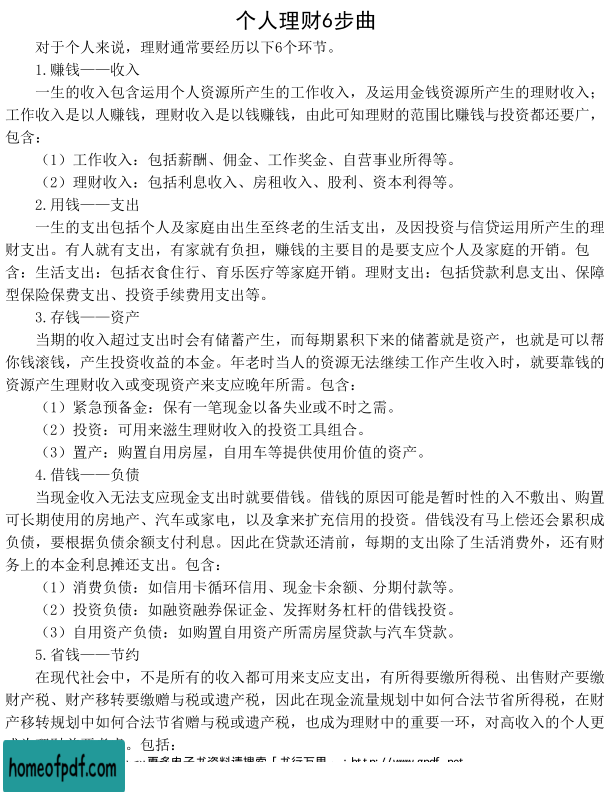 个人理财6步曲
对于个人来说，理财通常要经历以下6个环节。
1.赚钱——收入
一生的收入包含运用个人资源所产生的工作收入，及运用金钱资源所产生的理财收入；
工作收入是以人赚钱，理财收入是以钱赚钱，由此可知理财的范围比赚钱与投资都还要广，
包含：
（1）工作收入：包括薪酬、佣金、工作奖金、自营事业所得等。
（2）理财收入：包括利息收入、房租收入、股利、资本利得等。
2.用钱——支出
一生的支出包括个人及家庭由出生至终老的生活支出，及因投资与信贷运用所产生的理
财支出。有人就有支出，有家就有负担，赚钱的主要目的是要支应个人及家庭的开销。包
含：生活支出：包括衣食住行、育乐医疗等家庭开销。理财支出：包括贷款利息支出、保障
型保险保费支出、投资手续费用支出等。
3.存钱——资产
当期的收入超过支出时会有储蓄产生，而每期累积下来的储蓄就是资产，也就是可以帮
你钱滚钱，产生投资收益的本金。年老时当人的资源无法继续工作产生收入时，就要靠钱的
资源产生理财收入或变现资产来支应晚年所需。包含：
（1）紧急预备金：保有一笔现金以备失业或不时之需。
（2）投资：可用来滋生理财收入的投资工具组合。
（3）置产：购置自用房屋，自用车等提供使用价值的资产。
4.借钱——负债
当现金收入无法支应现金支出时就要借钱。借钱的原因可能是暂时性的入不敷出、购置
可长期使用的房地产、汽车或家电，以及拿来扩充信用的投资。借钱没有马上偿还会累积成
负债，要根据负债余额支付利息。因此在贷款还清前，每期的支出除了生活消费外，还有财
务上的本金利息摊还支出。包含：
（1）消费负债：如信用卡循环信用、现金卡余额、分期付款等。
（2）投资负债：如融资融券保证金、发挥财务杠杆的借钱投资。
（3）自用资产负债：如购置自用资产所需房屋贷款与汽车贷款。
5.省钱——节约
在现代社会中，不是所有的收入都可用来支应支出，有所得要缴所得税、出售财产要缴
财产税、财产移转要缴赠与税或遗产税，因此在现金流量规划中如何合法节省所得税，在财
产移转规划中如何合法节省赠与税或遗产税，也成为理财中的重要一环，对高收入的个人更
。包括：
更多电子书资料请搜索「书行万里
homeofpdf.com